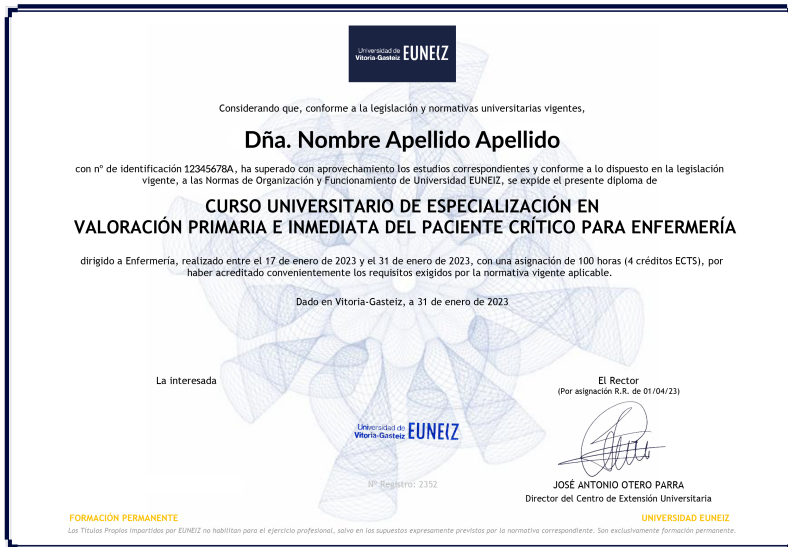 Universidad de
Vitoria-Gasteiz EUNEIZ
Considerando que, conforme a la legislación y normativas universitarias vigentes,
Dña. Nombre Apellido Apellido
con nº de identificación 12345678A, ha superado con aprovechamiento los estudios correspondientes y conforme a lo dispuesto en la legislación
vigente, a las Normas de Organización y Funcionamiento de Universidad EUNEIZ, se expide el presente diploma de
CURSO UNIVERSITARIO DE ESPECIALIZACIÓN EN
VALORACIÓN PRIMARIA E INMEDIATA DEL PACIENTE CRÍTICO PARA ENFERMERÍA
dirigido a Enfermería, realizado entre el 17 de enero de 2023 y el 31 de enero de 2023, con una asignación de 100 horas (4 créditos ECTS), por
haber acreditado convenientemente los requisitos exigidos por la normativa vigente aplicable.
Dado en Vitoria-Gasteiz, a 31 de enero de 2023
La interesada
El Rector
(Por asignación R.R. de 01/04/23)
Universidad de
Vitoria-Gasteiz EUNEIZ
Nº Registro: 2352
JOSÉ ANTONIO OTERO PARRA
Director del Centro de Extensión Universitaria
FORMACIÓN PERMANENTE
UNIVERSIDAD EUNEIZ
Los Títulos Propios impartidos por EUNEIZ no habilitan para el ejercicio profesional, salvo en los supuestos expresamente previstos por la normativa correspondiente. Son exclusivamente formación permanente.